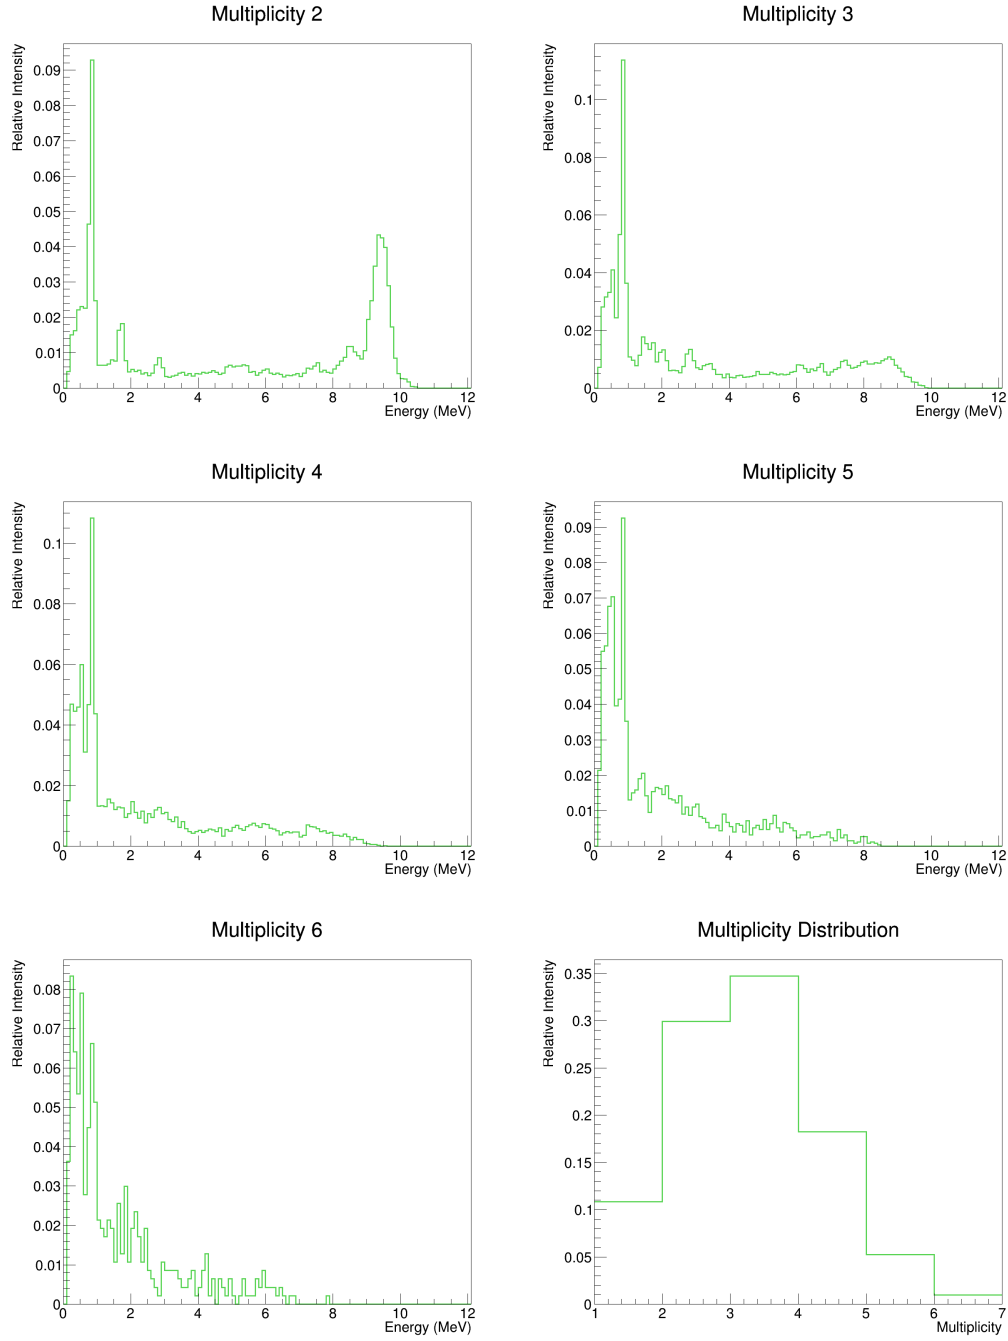 Multiplicity 2
Relative Intensity
0.09
0.08
0.07
0.06
0.05
0.04
0.03
0.02
0.01
0
0 2 4 6 8 10 12
Energy (MeV)
Multiplicity 3
Relative Intensity
0.1
0.08
0.06
0.04
0.02
0
0 2 4 6 8 10 12
Energy (MeV)
Multiplicity 4
Relative Intensity
0.1
0.08
0.06
0.04
0.02
0
0 2 4 6 8 10 12
Energy (MeV)
Multiplicity 5
Relative Intensity
0.09
0.08
0.07
0.06
0.05
0.04
0.03
0.02
0.01
0
0 2 4 6 8 10 12
Energy (MeV)
Multiplicity 6
Relative Intensity
0.08
0.07
0.06
0.05
0.04
0.03
0.02
0.01
0
0 2 4 6 8 10 12
Energy (MeV)
Multiplicity Distribution
Relative Intensity
0.35
0.3
0.25
0.2
0.15
0.1
0.05
0
1 2 3 4 5 6 7
Multiplicity